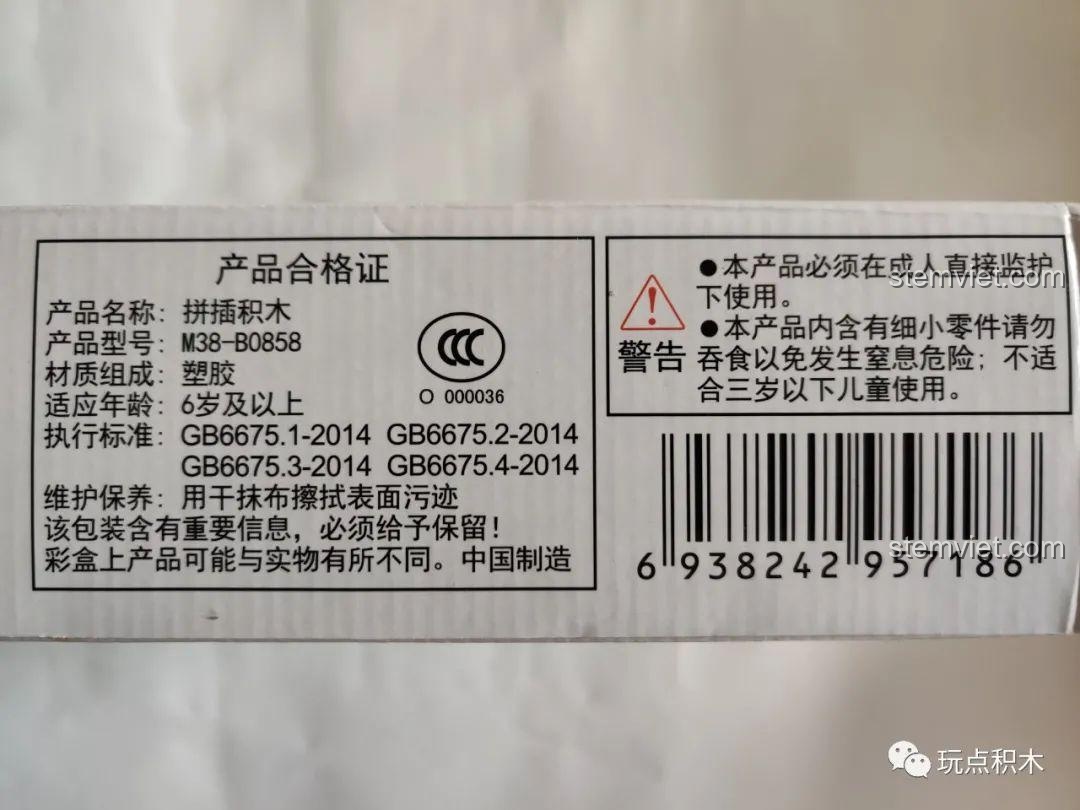 产品合格证
产品名称：拼插积木
产品型号：M38-B0858
材质组成：塑胶
适应年龄：6岁及以上
执行标准：GB6675.1-2014 GB6675.2-2014
GB6675.3-2014 GB6675.4-2014
维护保养：用干抹布擦拭表面污迹
该包装含有重要信息，必须给予保留！
彩盒上产品可能与实物有所不同。中国制造
CCC
O 000036
警告
●本产品必须在成人直接监护
下使用。
●本产品内含有细小零件请勿
吞食以免发生窒息危险；不适
合三岁以下儿童使用。
stemviet.com
stemviet.com
6 938242 957186
玩点积木